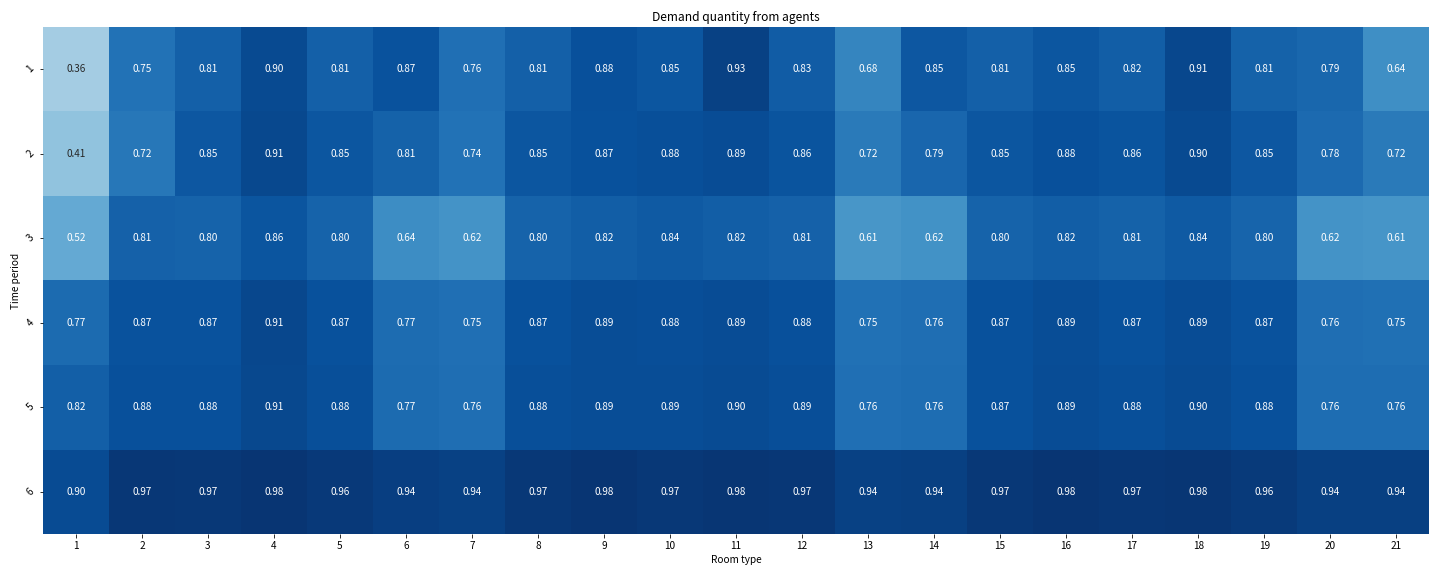 Demand quantity from agents
Time period
1 0.36 0.75 0.81 0.90 0.81 0.87 0.76 0.81 0.88 0.85 0.93 0.83 0.68 0.85 0.81 0.85 0.82 0.91 0.81 0.79 0.64
2 0.41 0.72 0.85 0.91 0.85 0.81 0.74 0.85 0.87 0.88 0.89 0.86 0.72 0.79 0.85 0.88 0.86 0.90 0.85 0.78 0.72
3 0.52 0.81 0.80 0.86 0.80 0.64 0.62 0.80 0.82 0.84 0.82 0.81 0.61 0.62 0.80 0.82 0.81 0.84 0.80 0.62 0.61
4 0.77 0.87 0.87 0.91 0.87 0.77 0.75 0.87 0.89 0.88 0.89 0.88 0.75 0.76 0.87 0.89 0.87 0.89 0.87 0.76 0.75
5 0.82 0.88 0.88 0.91 0.88 0.77 0.76 0.88 0.89 0.89 0.90 0.89 0.76 0.76 0.87 0.89 0.88 0.90 0.88 0.76 0.76
6 0.90 0.97 0.97 0.98 0.96 0.94 0.94 0.97 0.98 0.97 0.98 0.97 0.94 0.94 0.97 0.98 0.97 0.98 0.96 0.94 0.94
1 2 3 4 5 6 7 8 9 10 11 12 13 14 15 16 17 18 19 20 21
Room type